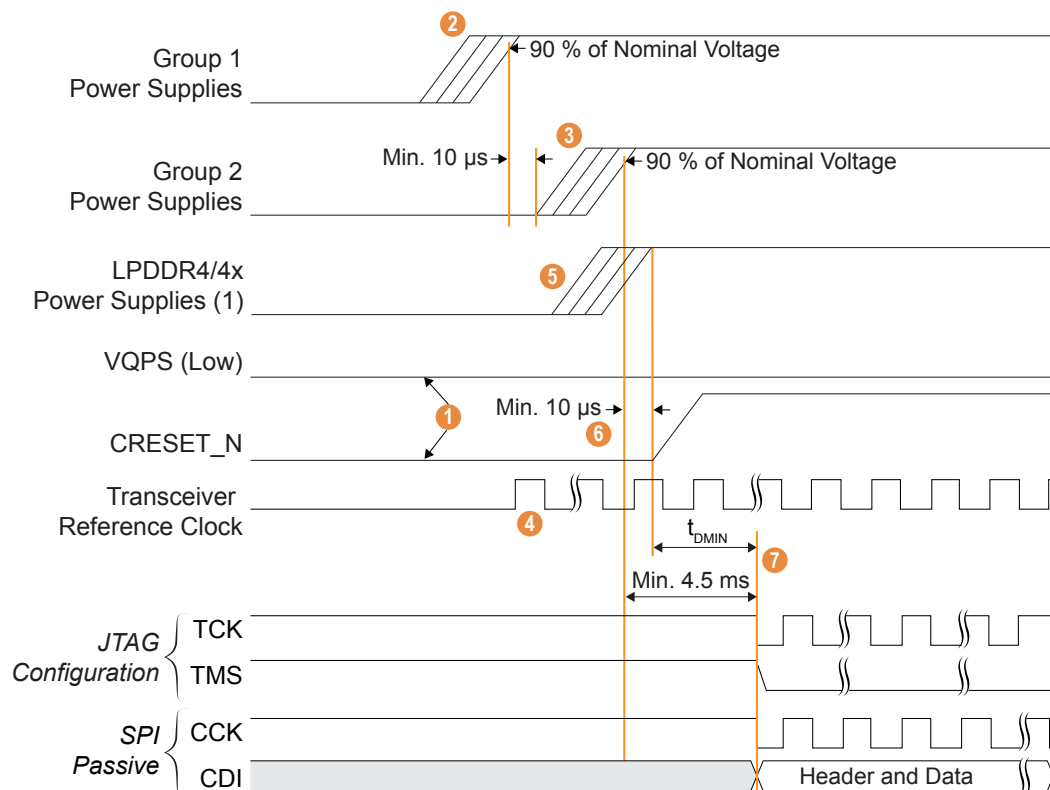 2
Group 1
Power Supplies
90 % of Nominal Voltage
3
Min. 10 µs
Group 2
Power Supplies
90 % of Nominal Voltage
LPDDR4/4x
Power Supplies (1)
5
VQPS (Low)
1
Min. 10 µs
6
CRESET_N
Transceiver
Reference Clock
4
tDMIN
7
Min. 4.5 ms
JTAG
Configuration
TCK
TMS
SPI
Passive
CCK
CDI
Header and Data